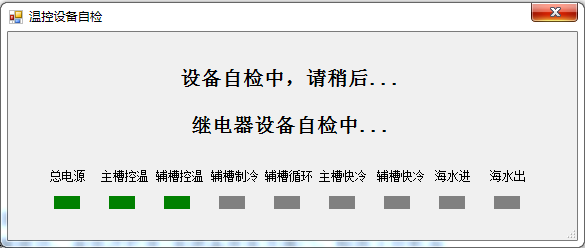 温控设备自检
设备自检中，请稍后...
继电器设备自检中...
总电源 主槽控温 辅槽控温 辅槽制冷 辅槽循环 主槽快冷 辅槽快冷 海水进 海水出